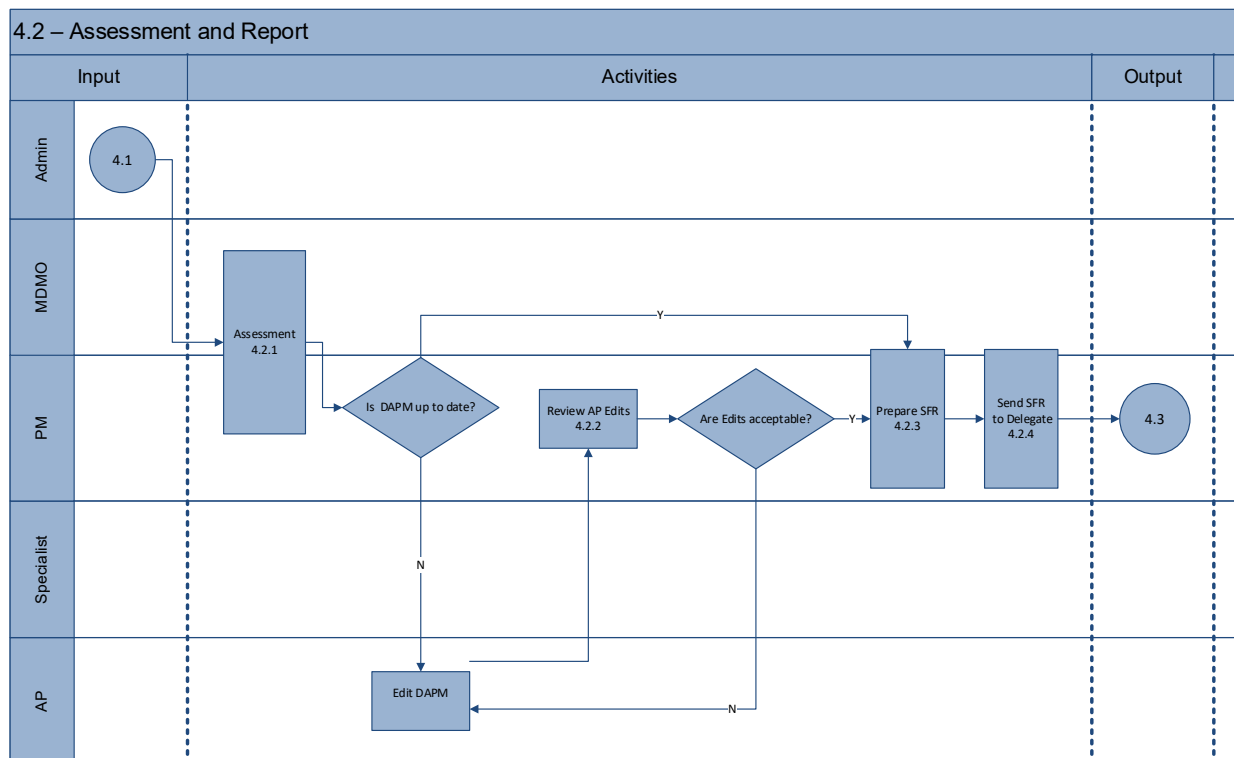 4.2 – Assessment and Report
Input
Activities
Output
Admin
4.1
MDMO
Assessment
4.2.1
Y
PM
Is DAPM up to date?
Review AP Edits
4.2.2
Are Edits acceptable?
Y
Prepare SFR
4.2.3
Send SFR
to Delegate
4.2.4
4.3
Specialist
N
AP
Edit DAPM
N